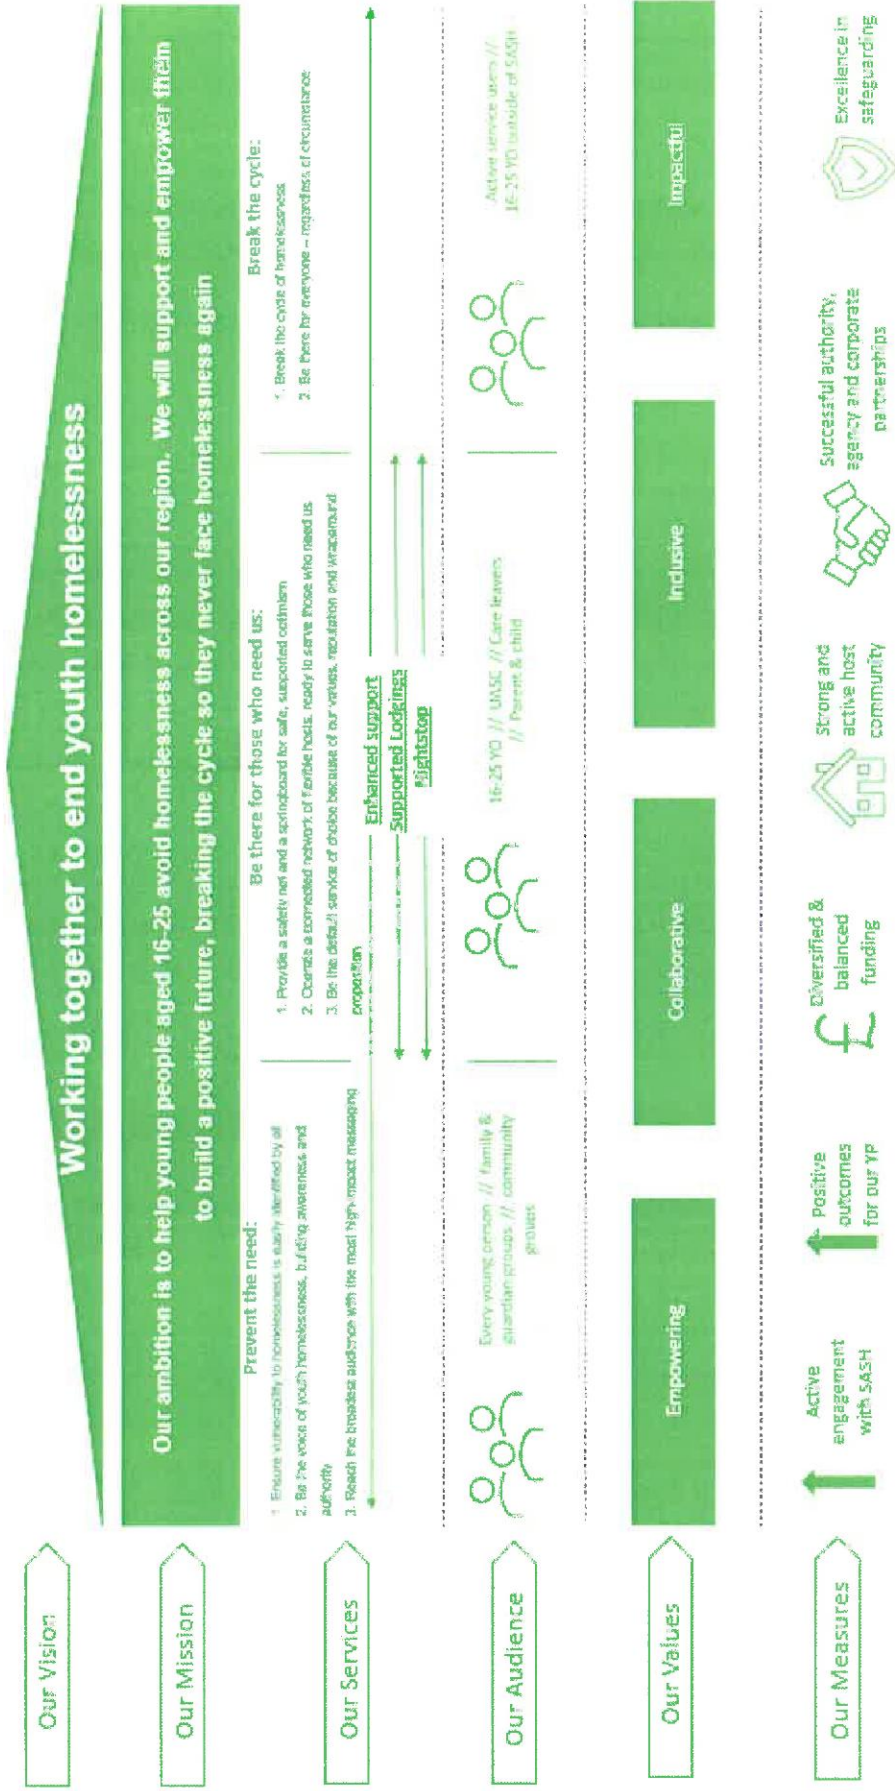 Our Vision
Working together to end youth homelessness
Our Mission
Our ambition is to help young people aged 16-25 avoid homelessness across our region. We will support and empower them
to build a positive future, breaking the cycle so they never face homelessness again
Our Services
Prevent the need:
1. Ensure vulnerability to homelessness is easily identified by all
2. Be the voice of youth homelessness, building awareness and
authority
3. Reach the broadest audience with the most high-impact messaging
Be there for those who need us:
1. Provide a safety net and a springboard for safe, supported optimism
2. Operate a connected network of flexible hosts, ready to serve those who need us
3. Be the default service of choice because of our values, reputation and wraparound
proposition
Break the cycle:
1. Break the cycle of homelessness
2. Be there for everyone – regardless of circumstance
Enhanced support
Supported Lodgings
Nightstop
Our Audience
Every young person // family &
guardian groups // community
groups
16-25 YO // UASC // Care leavers
// Parent & child
Active service users //
16-25 YO outside of SASH
Our Values
Empowering
Collaborative
Inclusive
Impactful
Our Measures
Active
engagement
with SASH
Positive
outcomes
for our YP
£
Diversified &
balanced
funding
Strong and
active host
community
Successful authority,
agency and corporate
partnerships
Excellence in
safeguarding